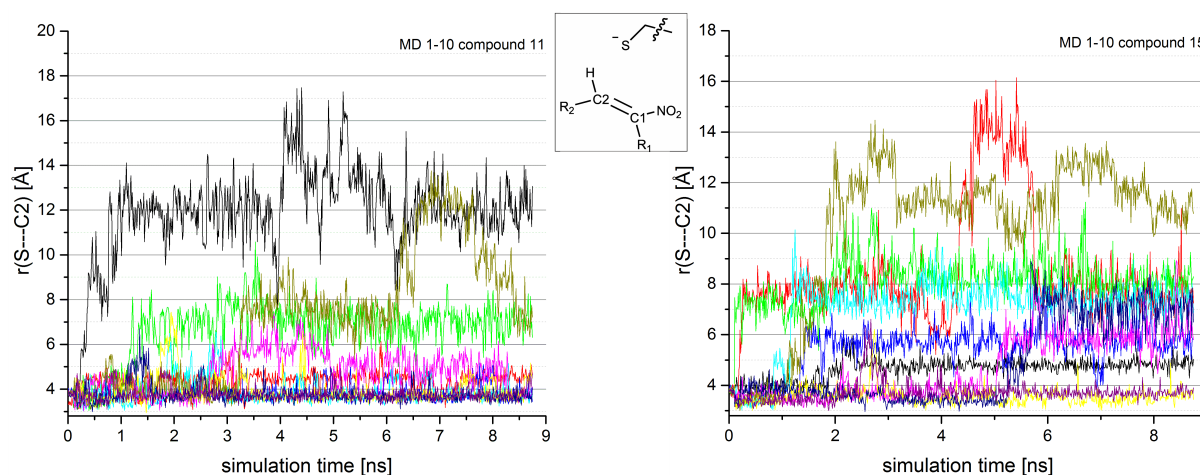 20
18
16
14
12
10
8
6
4
r(S---C2) [Å]
MD 1-10 compound 11
0 1 2 3 4 5 6 7 8 9
simulation time [ns]
−
S
H
R2
C2
C1
NO2
R1
18
16
14
12
10
8
6
4
r(S---C2) [Å]
MD 1-10 compound 15
0 2 4 6 8
simulation time [ns]